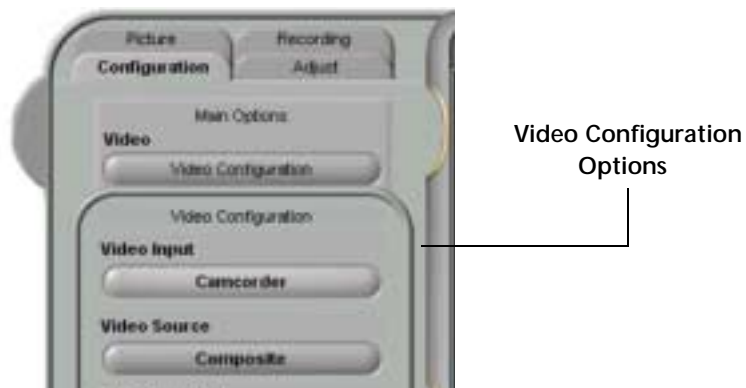 Picture Recording
Configuration Adjust
Main Options
Video
Video Configuration
Video Configuration
Video Input
Camcorder
Video Source
Composite
Video Configuration
Options